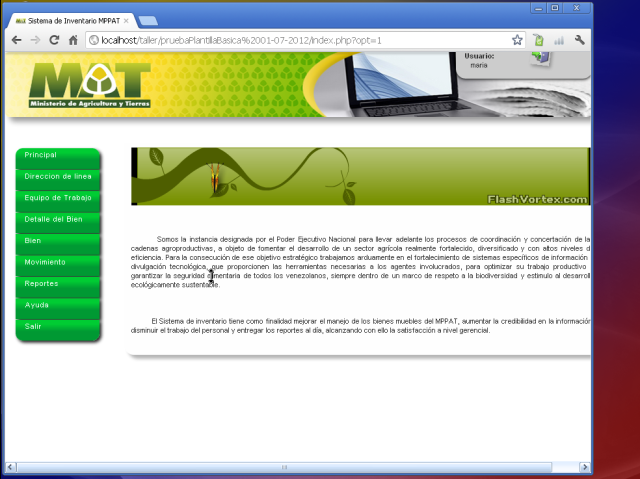 Sistema de Inventario MPPAT
localhost/taller/pruebaPlantillaBasica%2001-07-2012/index.php?opt=1
Usuario:
maria
MAT
Ministerio de Agricultura y Tierras
Principal
Direccion de linea
Equipo de Trabajo
Detalle del Bien
Bien
Movimiento
Reportes
Ayuda
Salir
FlashVortex.com
Somos la instancia designada por el Poder Ejecutivo Nacional para llevar adelante los procesos de coordinación y concertación de la
cadenas agroproductivas, a objeto de fomentar el desarrollo de un sector agrícola realmente fortalecido, diversificado y con altos niveles d
eficiencia. Para la consecución de ese objetivo estratégico trabajamos arduamente en el fortalecimiento de sistemas específicos de información
divulgación tecnológica, que proporcionen las herramientas necesarias a los agentes involucrados, para optimizar su trabajo productivo
garantizar la seguridad alimentaria de todos los venezolanos, siempre dentro de un marco de respeto a la biodiversidad y estimulo al desarroll
ecológicamente sustentable.
El Sistema de inventario tiene como finalidad mejorar el manejo de los bienes muebles del MPPAT, aumentar la credibilidad en la información
disminuir el trabajo del personal y entregar los reportes al día, alcanzando con ello la satisfacción a nivel gerencial.